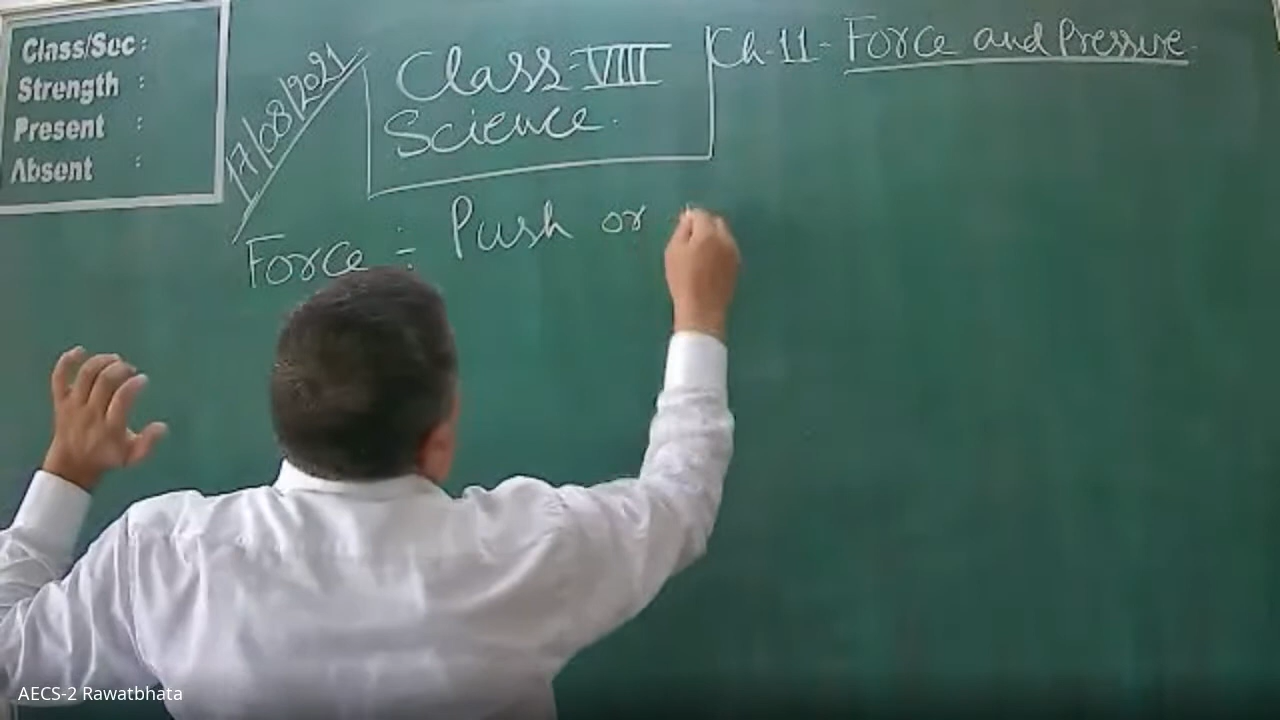 Class/Sec :
Strength :
Present :
Absent :
17/08/2021
Class-VIII
Science.
Ch-11- Force and Pressure.
Force :- Push or
AECS-2 Rawatbhata